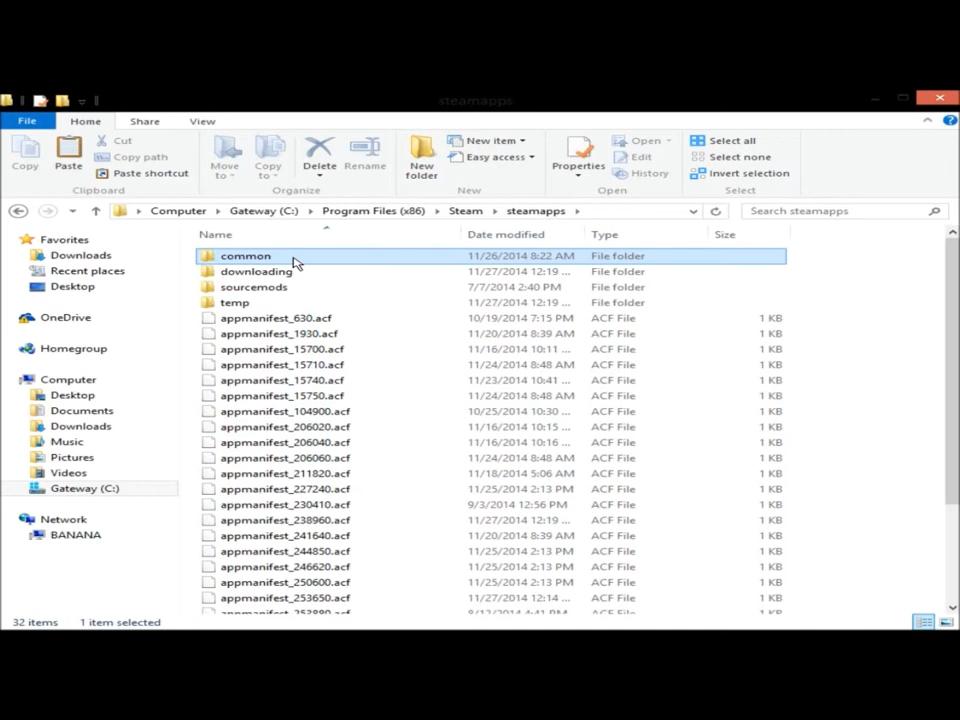 steamapps
File Home Share View
Copy
Paste
Cut
Copy path
Paste shortcut
Clipboard
Move to
Copy to
Delete
Rename
Organize
New folder
New item
Easy access
New
Properties
Open
Edit
History
Open
Select all
Select none
Invert selection
Select
Computer Gateway (C:) Program Files (x86) Steam steamapps
Search steamapps
Favorites
Downloads
Recent places
Desktop
OneDrive
Homegroup
Computer
Desktop
Documents
Downloads
Music
Pictures
Videos
Gateway (C:)
Network
BANANA
Name Date modified Type Size
common 11/26/2014 8:22 AM File folder
downloading 11/27/2014 12:19 ... File folder
sourcemods 7/7/2014 2:40 PM File folder
temp 11/27/2014 12:19 ... File folder
appmanifest_630.acf 10/19/2014 7:15 PM ACF File 1 KB
appmanifest_1930.acf 11/20/2014 8:39 AM ACF File 1 KB
appmanifest_15700.acf 11/16/2014 10:11 ... ACF File 1 KB
appmanifest_15710.acf 11/24/2014 8:48 AM ACF File 1 KB
appmanifest_15740.acf 11/23/2014 10:41 ... ACF File 1 KB
appmanifest_15750.acf 11/24/2014 8:48 AM ACF File 1 KB
appmanifest_104900.acf 10/25/2014 10:30 ... ACF File 1 KB
appmanifest_206020.acf 11/16/2014 10:15 ... ACF File 1 KB
appmanifest_206040.acf 11/16/2014 10:16 ... ACF File 1 KB
appmanifest_206060.acf 11/24/2014 8:48 AM ACF File 1 KB
appmanifest_211820.acf 11/18/2014 5:06 AM ACF File 1 KB
appmanifest_227240.acf 11/25/2014 2:13 PM ACF File 1 KB
appmanifest_230410.acf 9/3/2014 12:56 PM ACF File 1 KB
appmanifest_238960.acf 11/27/2014 12:19 ... ACF File 1 KB
appmanifest_241640.acf 11/20/2014 8:39 AM ACF File 1 KB
appmanifest_244850.acf 11/25/2014 2:13 PM ACF File 1 KB
appmanifest_246620.acf 11/25/2014 2:13 PM ACF File 1 KB
appmanifest_250600.acf 11/25/2014 2:13 PM ACF File 1 KB
appmanifest_253650.acf 11/27/2014 12:14 ... ACF File 1 KB
ACF File 1 KB
32 items 1 item selected